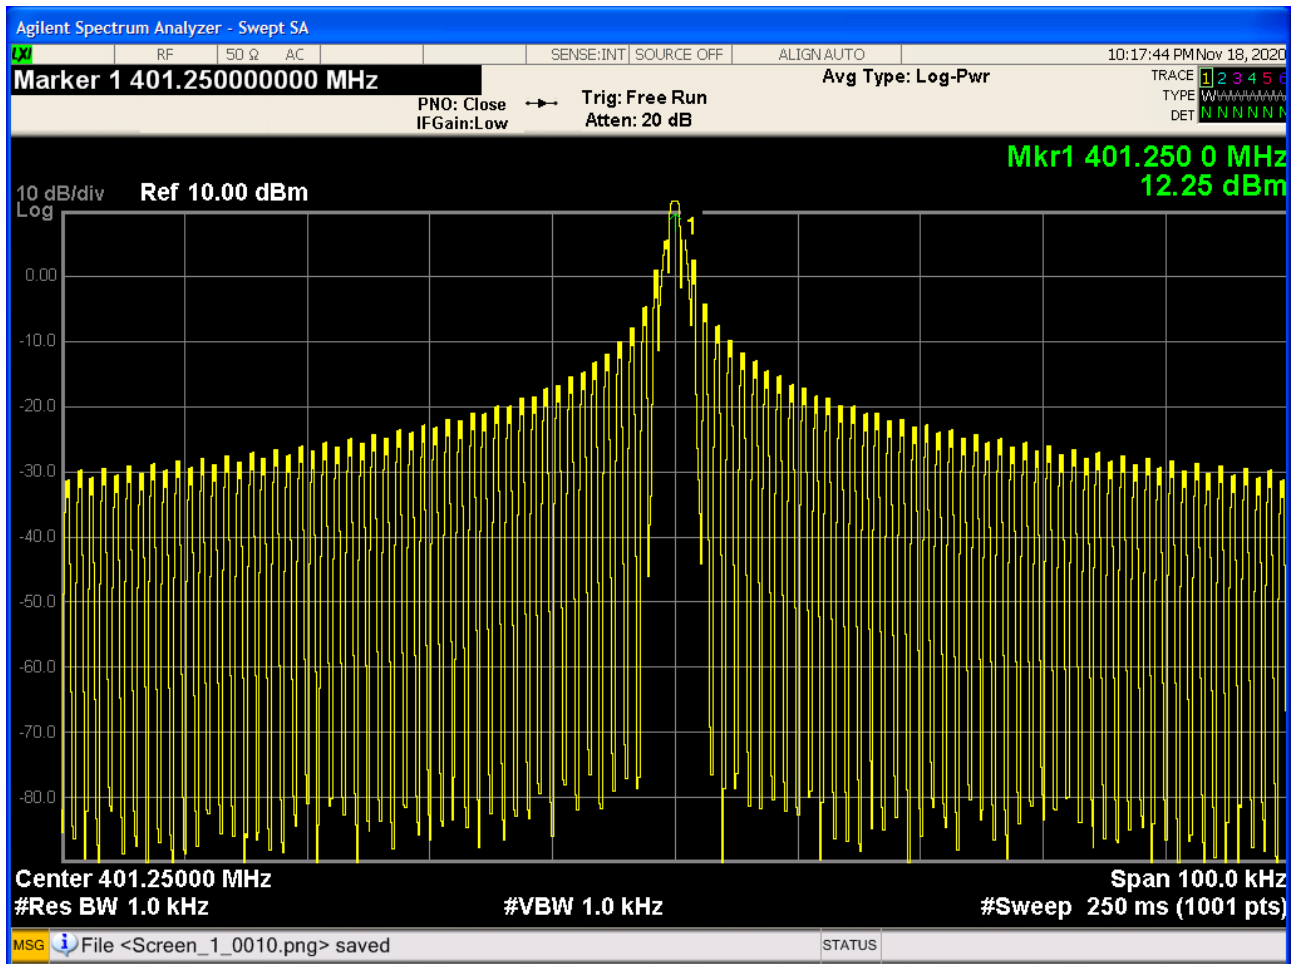 Agilent Spectrum Analyzer - Swept SA
LXI RF 50 Ω AC SENSE:INT SOURCE OFF ALIGN AUTO 10:17:44 PM Nov 18, 2020
Marker 1 401.250000000 MHz
Avg Type: Log-Pwr
TRACE 1 2 3 4 5 6
PNO: Close Trig: Free Run
TYPE
IFGain:Low Atten: 20 dB
DET N N N N N N
Mkr1 401.250 0 MHz
12.25 dBm
10 dB/div Ref 10.00 dBm
Log
1
0.00
-10.0
-20.0
-30.0
-40.0
-50.0
-60.0
-70.0
-80.0
Center 401.25000 MHz Span 100.0 kHz
#Res BW 1.0 kHz #VBW 1.0 kHz #Sweep 250 ms (1001 pts)
MSG File <Screen_1_0010.png> saved STATUS